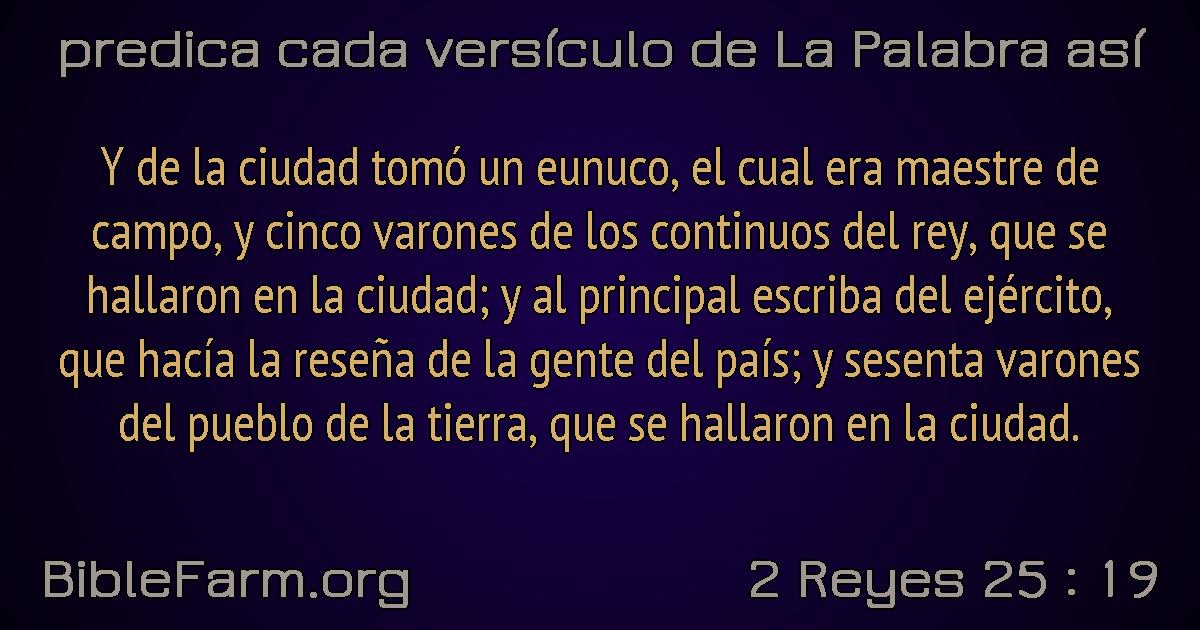 predica cada versículo de La Palabra así
Y de la ciudad tomó un eunuco, el cual era maestre de
campo, y cinco varones de los continuos del rey, que se
hallaron en la ciudad; y al principal escriba del ejército,
que hacía la reseña de la gente del país; y sesenta varones
del pueblo de la tierra, que se hallaron en la ciudad.
BibleFarm.org
2 Reyes 25 : 19